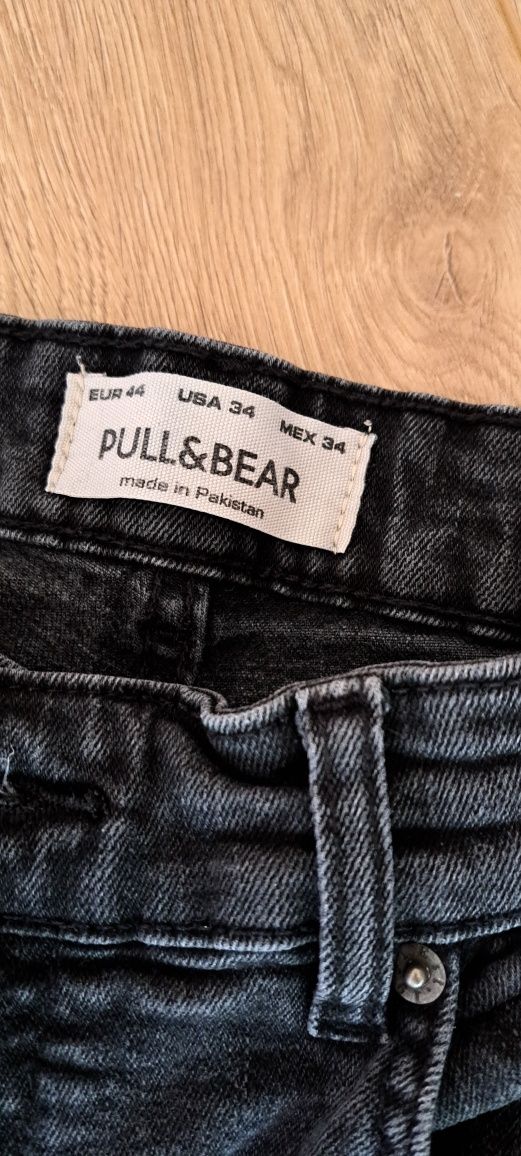 EUR 44 USA 34 MEX 34
PULL&BEAR
made in Pakistan